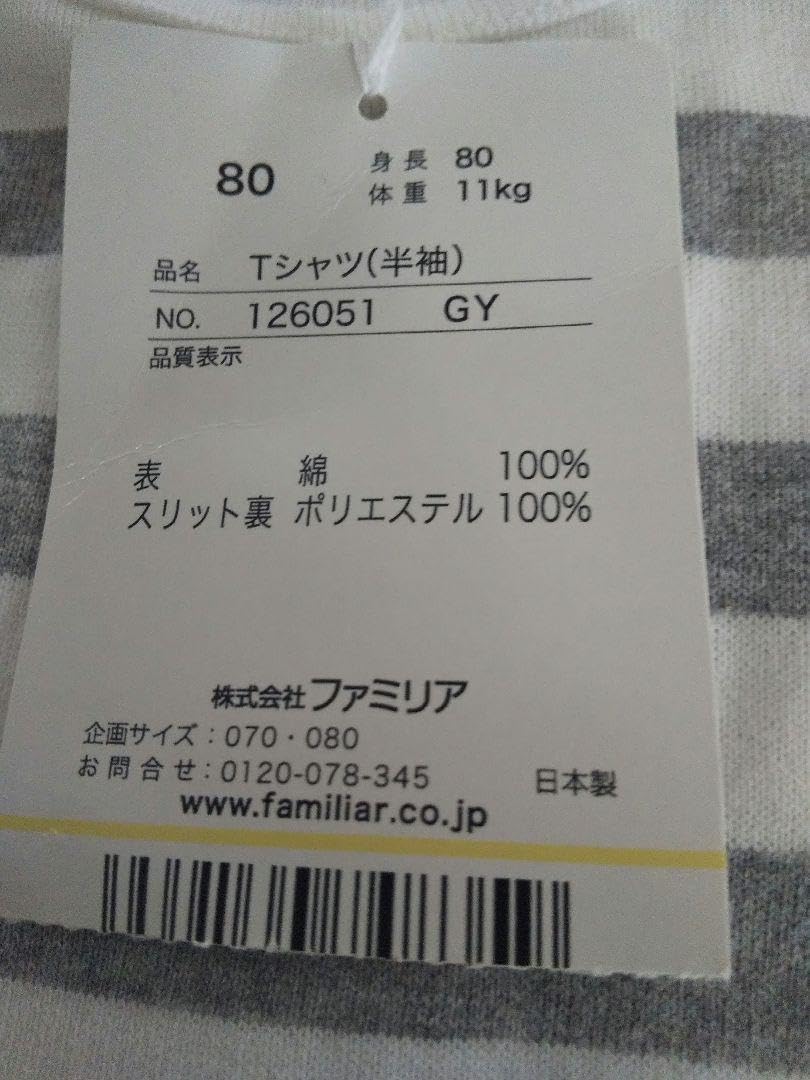 80
身長 80
体重 11kg
品名 Tシャツ(半袖)
NO. 126051 GY
品質表示
表 綿 100%
スリット裏 ポリエステル 100%
株式会社ファミリア
企画サイズ：070・080
お問合せ：0120-078-345
日本製
www.familiar.co.jp